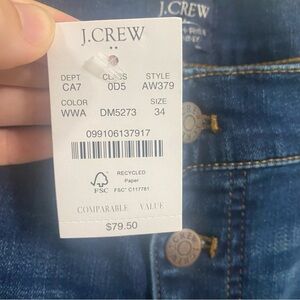 J.CREW
DEPT CLASS STYLE
CA7 0D5 AW379
COLOR SIZE
WWA DM5273 34
099106137917
RECYCLED
Paper
FSC FSC® C117781
COMPARABLE VALUE
$79.50
J.CREW